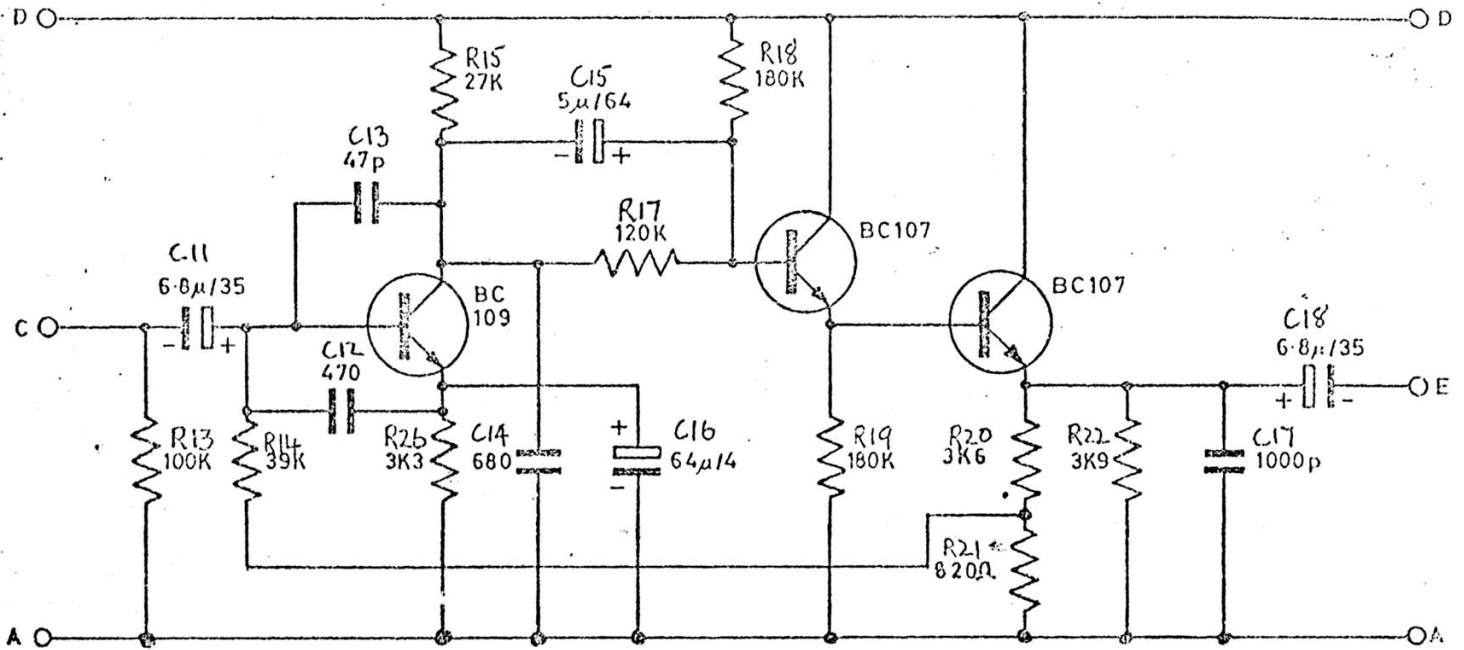 D
D
R15
27K
C15
5µ/64
R18
180K
C13
47p
- +
R17
120K
BC107
C11
6·8µ/35
BC
109
BC107
C18
6·8µ/35
C
- +
C12
470
E
+ -
R13
100K
R14
39K
R26
3K3
C14
680
+
-
C16
64µ/4
R19
180K
R20
3K6
R22
3K9
C17
1000p
R21*
820Ω
A
A